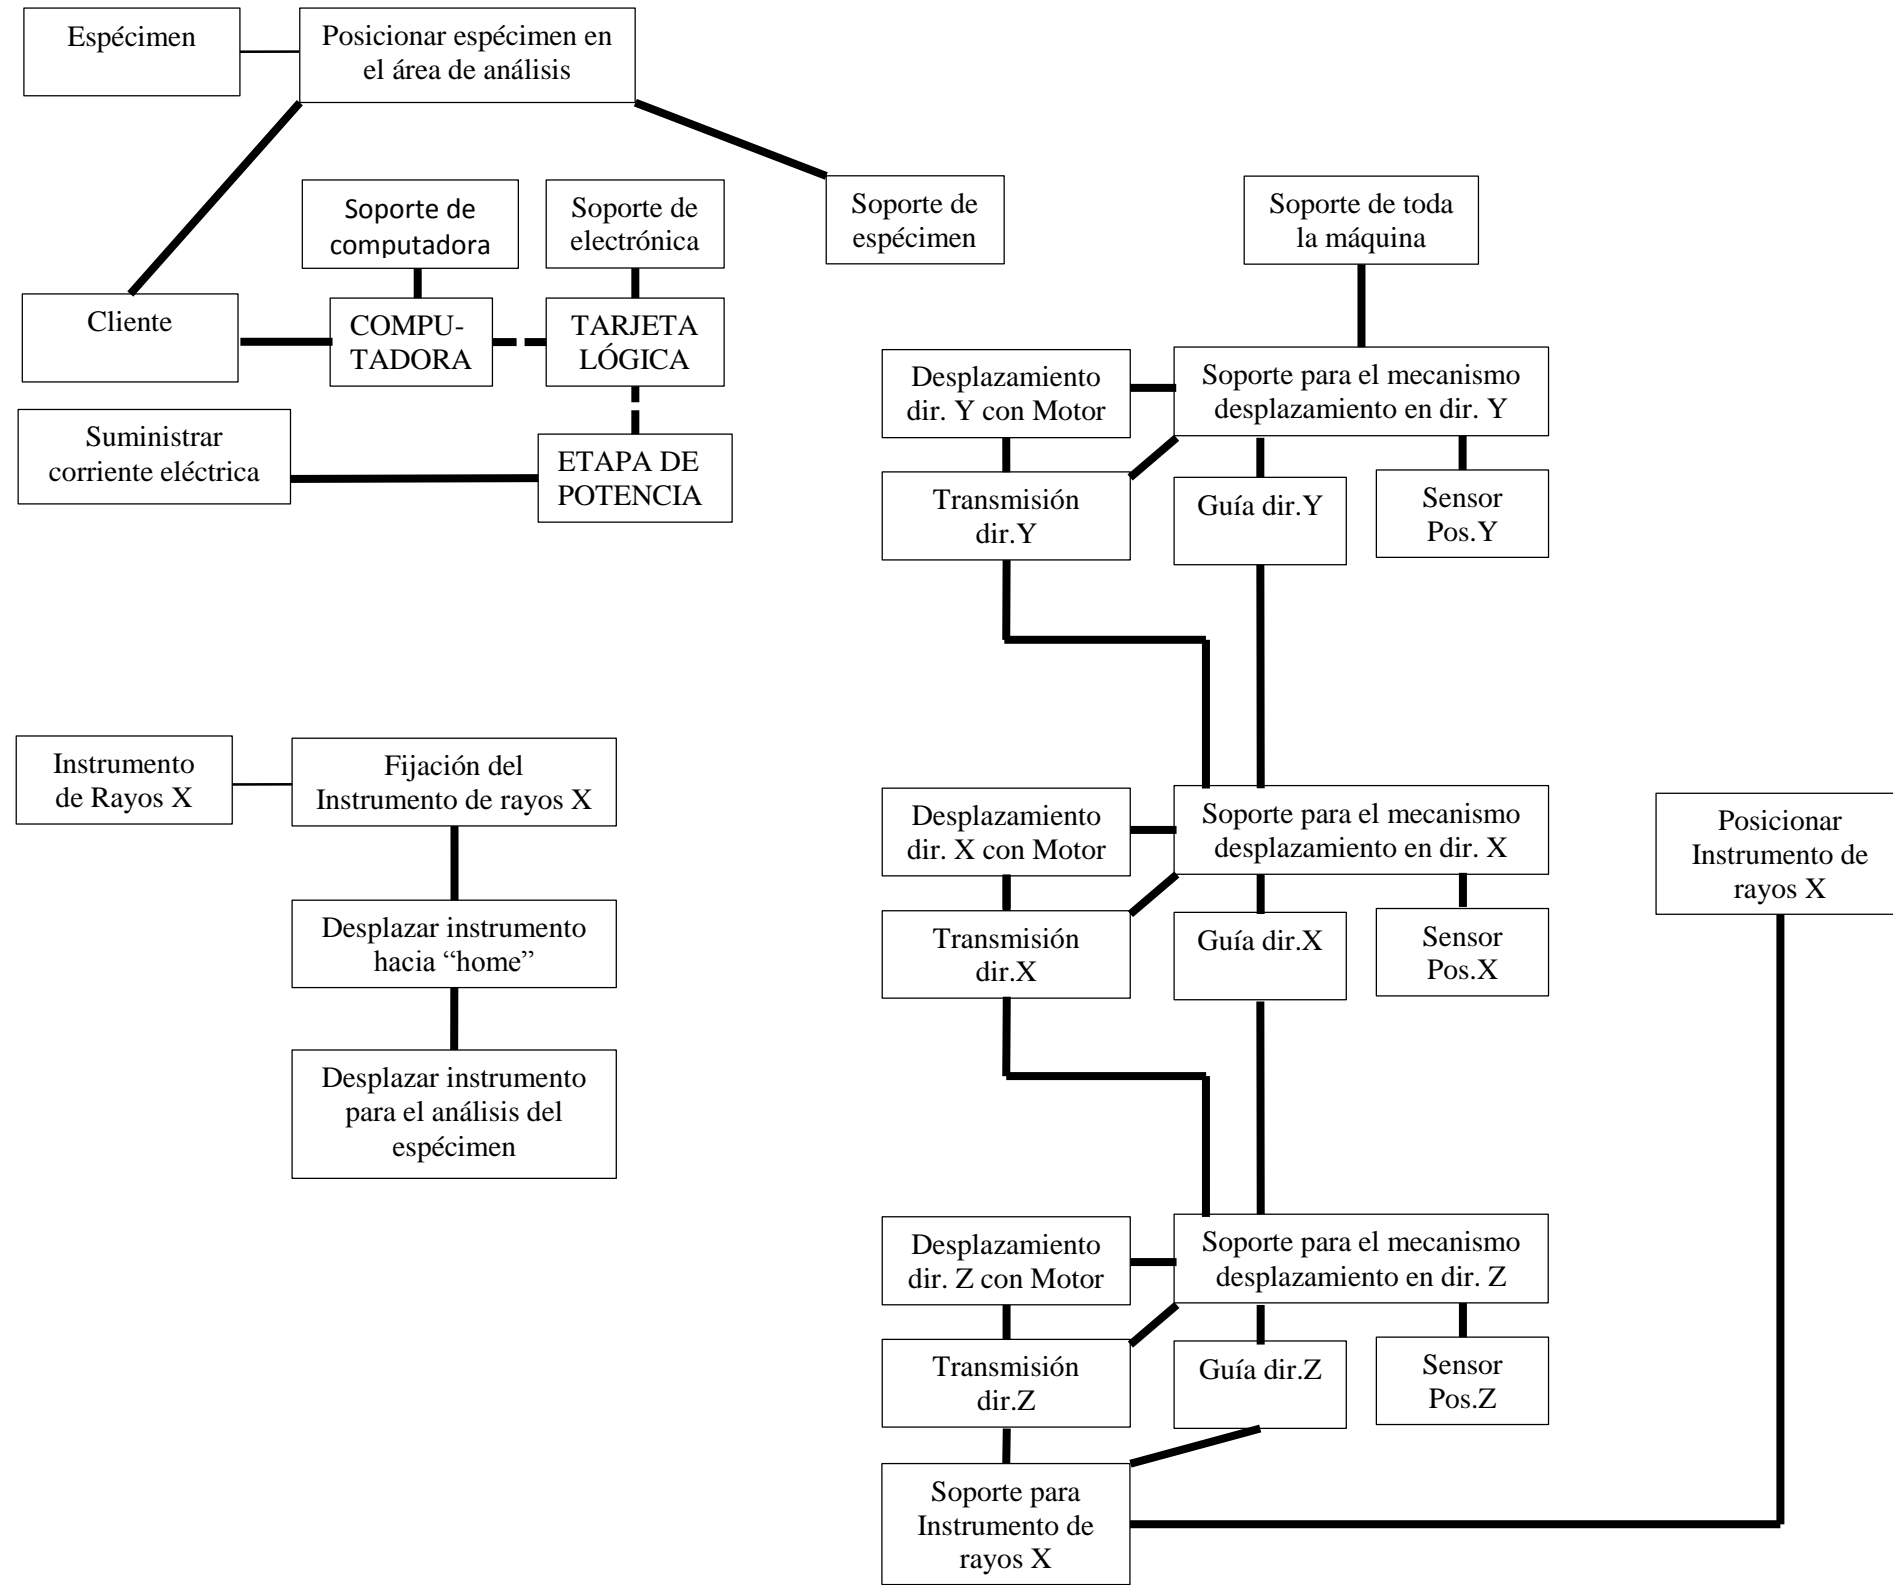 Espécimen
Posicionar espécimen en
el área de análisis
Soporte de
computadora
Soporte de
electrónica
Soporte de
espécimen
Soporte de toda
la máquina
Cliente
COMPU-
TADORA
TARJETA
LÓGICA
Suministrar
corriente eléctrica
ETAPA DE
POTENCIA
Desplazamiento
dir. Y con Motor
Soporte para el mecanismo
desplazamiento en dir. Y
Transmisión
dir.Y
Guía dir.Y
Sensor
Pos.Y
Instrumento
de Rayos X
Fijación del
Instrumento de rayos X
Desplazar instrumento
hacia “home”
Desplazar instrumento
para el análisis del
espécimen
Desplazamiento
dir. X con Motor
Soporte para el mecanismo
desplazamiento en dir. X
Transmisión
dir.X
Guía dir.X
Sensor
Pos.X
Posicionar
Instrumento de
rayos X
Desplazamiento
dir. Z con Motor
Soporte para el mecanismo
desplazamiento en dir. Z
Transmisión
dir.Z
Guía dir.Z
Sensor
Pos.Z
Soporte para
Instrumento de
rayos X